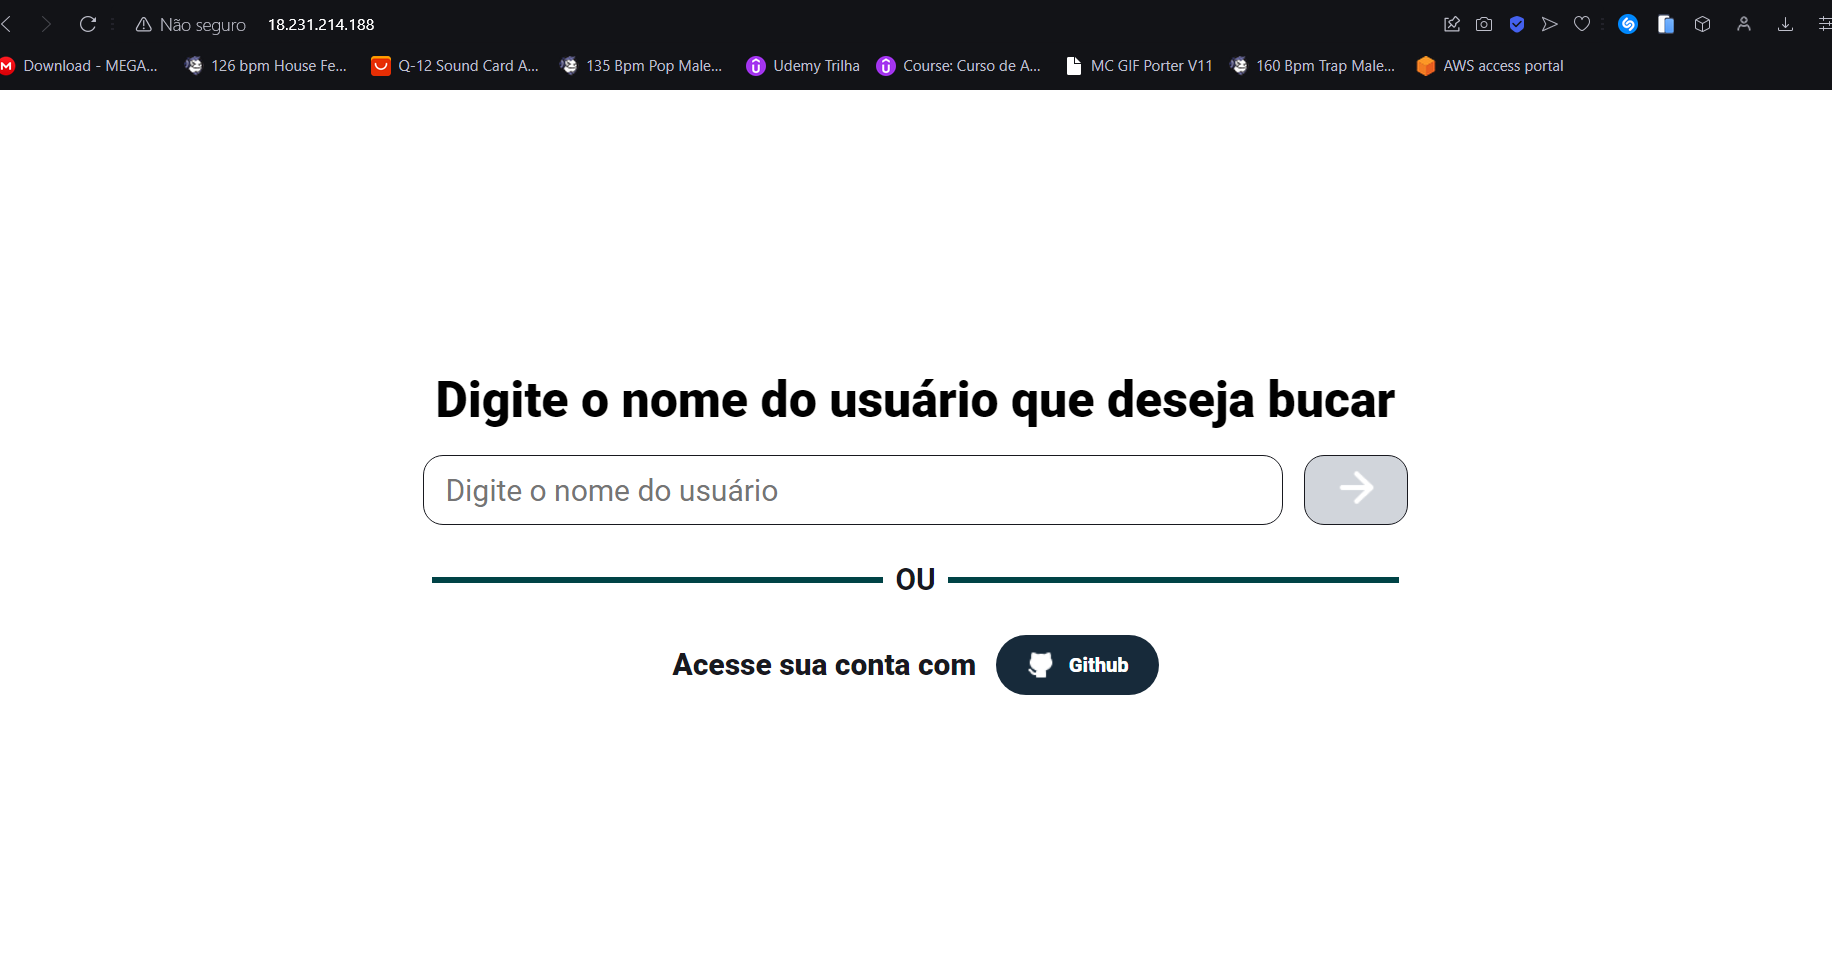 Não seguro 18.231.214.188
Download - MEGA... 126 bpm House Fe... Q-12 Sound Card A... 135 Bpm Pop Male... Udemy Trilha Course: Curso de A... MC GIF Porter V11 160 Bpm Trap Male... AWS access portal
Digite o nome do usuário que deseja bucar
Digite o nome do usuário
OU
Acesse sua conta com Github